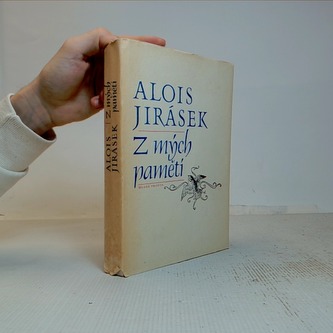 ALOIS
JIRÁSEK
Z mých
pamětí
ALOIS
JIRÁSEK
Z mých
pamětí